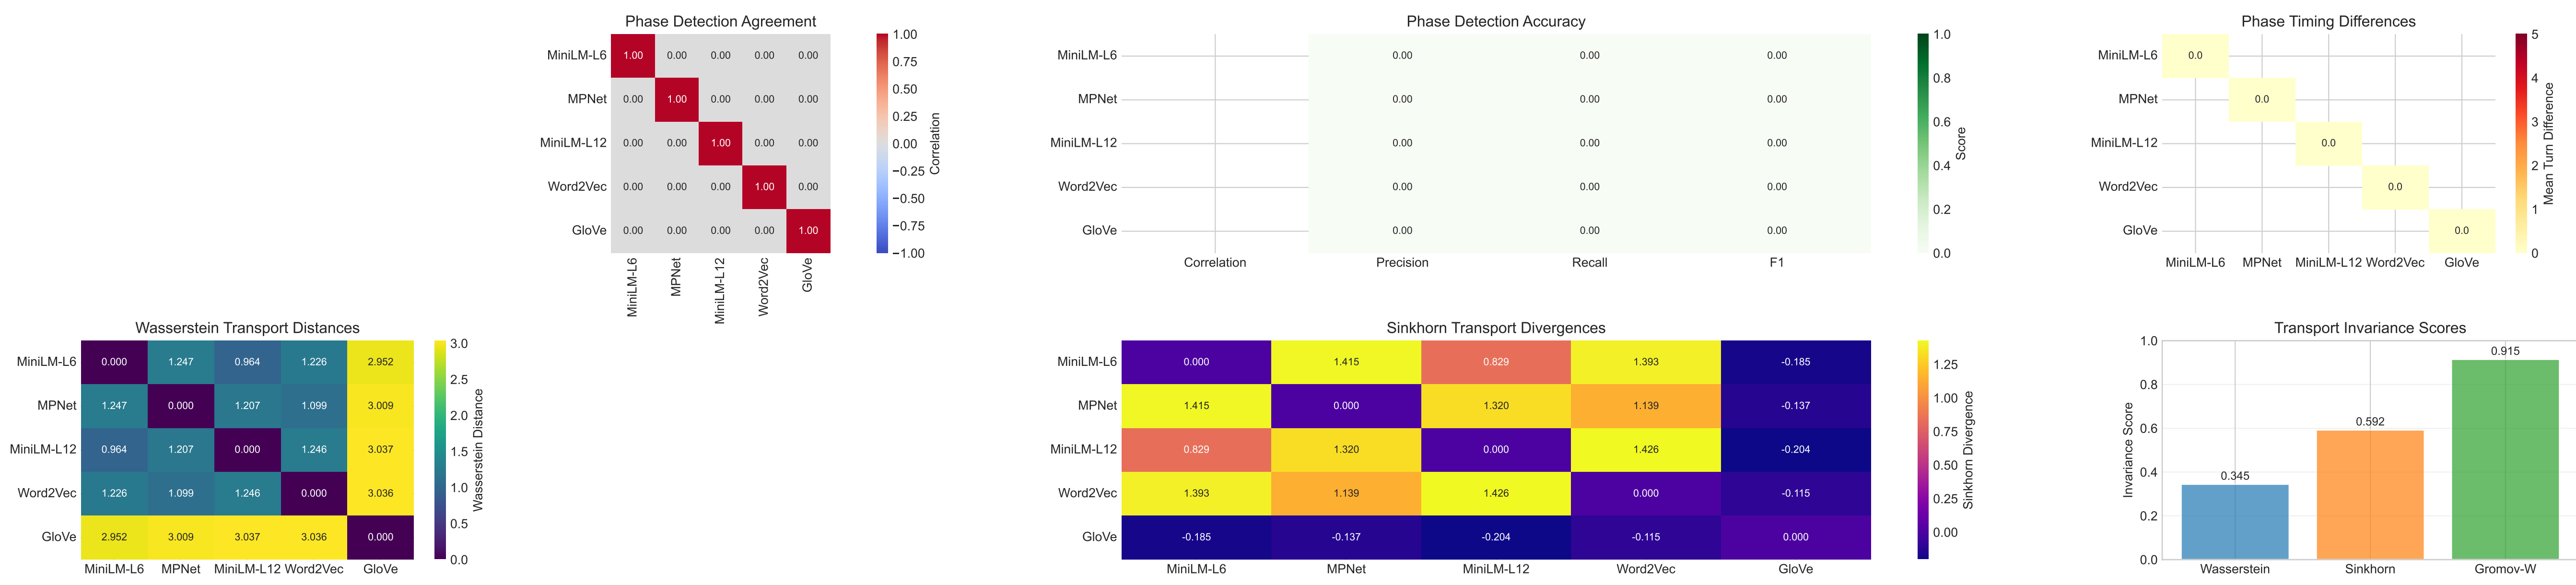 Phase Detection Agreement
MiniLM-L6 1.00 0.00 0.00 0.00 0.00
MPNet 0.00 1.00 0.00 0.00 0.00
MiniLM-L12 0.00 0.00 1.00 0.00 0.00
Word2Vec 0.00 0.00 0.00 1.00 0.00
GloVe 0.00 0.00 0.00 0.00 1.00
MiniLM-L6 MPNet MiniLM-L12 Word2Vec GloVe
1.00
0.75
0.50
0.25
0.00
−0.25
−0.50
−0.75
−1.00
Correlation
Phase Detection Accuracy
MiniLM-L6 0.00 0.00 0.00
MPNet 0.00 0.00 0.00
MiniLM-L12 0.00 0.00 0.00
Word2Vec 0.00 0.00 0.00
GloVe 0.00 0.00 0.00
Correlation Precision Recall F1
1.0
0.8
0.6
0.4
0.2
0.0
Score
Phase Timing Differences
MiniLM-L6 0.0
MPNet 0.0
MiniLM-L12 0.0
Word2Vec 0.0
GloVe 0.0
MiniLM-L6 MPNet MiniLM-L12 Word2Vec GloVe
5
4
3
2
1
0
Mean Turn Difference
Wasserstein Transport Distances
MiniLM-L6 0.000 1.247 0.964 1.226 2.952
MPNet 1.247 0.000 1.207 1.099 3.009
MiniLM-L12 0.964 1.207 0.000 1.246 3.037
Word2Vec 1.226 1.099 1.246 0.000 3.036
GloVe 2.952 3.009 3.037 3.036 0.000
MiniLM-L6 MPNet MiniLM-L12 Word2Vec GloVe
3.0
2.5
2.0
1.5
1.0
0.5
0.0
Wasserstein Distance
Sinkhorn Transport Divergences
MiniLM-L6 0.000 1.415 0.829 1.393 -0.185
MPNet 1.415 0.000 1.320 1.139 -0.137
MiniLM-L12 0.829 1.320 0.000 1.426 -0.204
Word2Vec 1.393 1.139 1.426 0.000 -0.115
GloVe -0.185 -0.137 -0.204 -0.115 0.000
MiniLM-L6 MPNet MiniLM-L12 Word2Vec GloVe
1.25
1.00
0.75
0.50
0.25
0.00
Sinkhorn Divergence
Transport Invariance Scores
1.0
0.8
0.6
0.4
0.2
0.0
Invariance Score
0.345 0.592 0.915
Wasserstein Sinkhorn Gromov-W